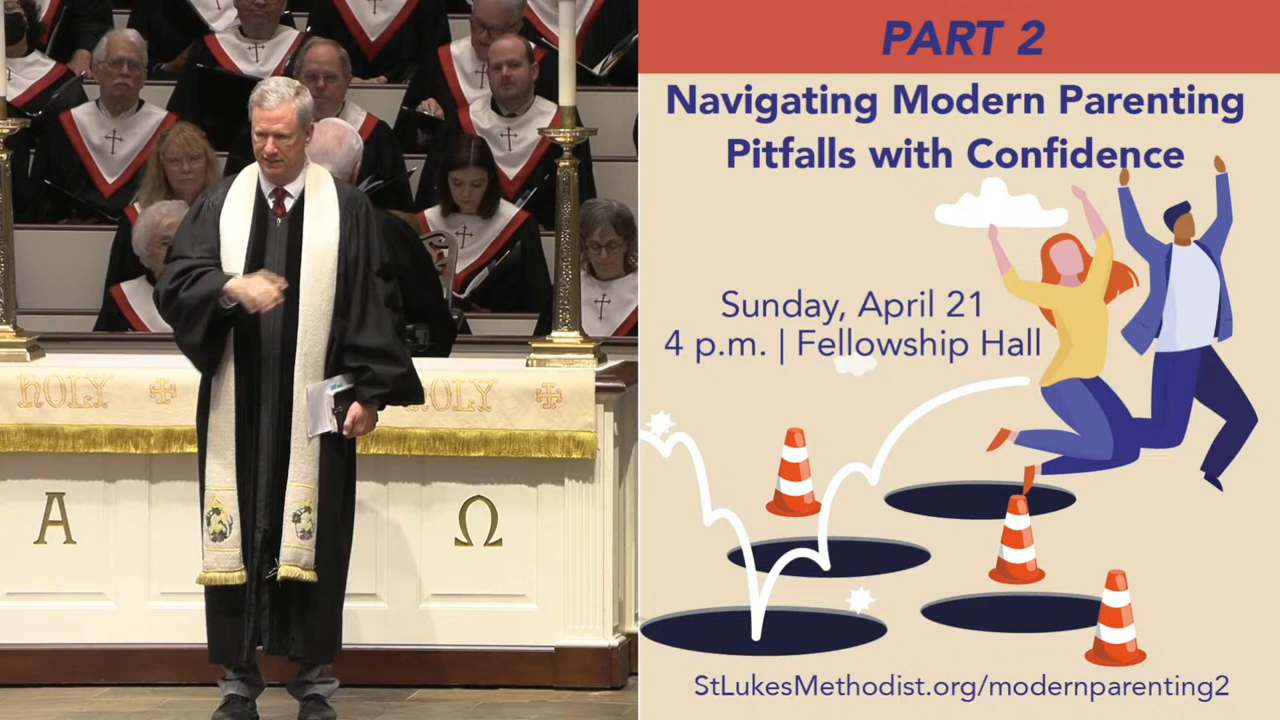 HOLY
HOLY
Α
Ω
PART 2
Navigating Modern Parenting
Pitfalls with Confidence
Sunday, April 21
4 p.m. | Fellowship Hall
StLukesMethodist.org/modernparenting2